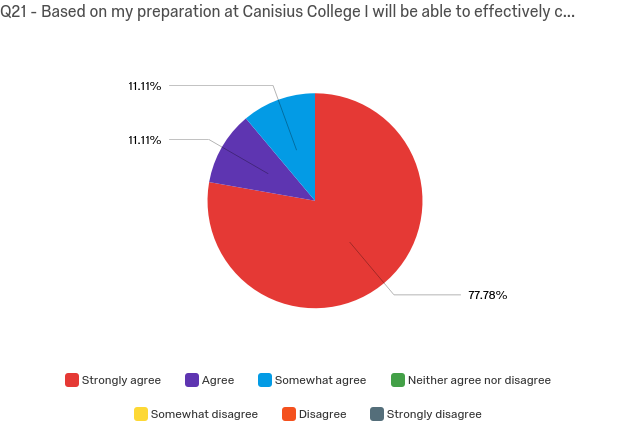 Q21 - Based on my preparation at Canisius College I will be able to effectively c...
11.11%
11.11%
77.78%
Strongly agree Agree Somewhat agree Neither agree nor disagree
Somewhat disagree Disagree Strongly disagree